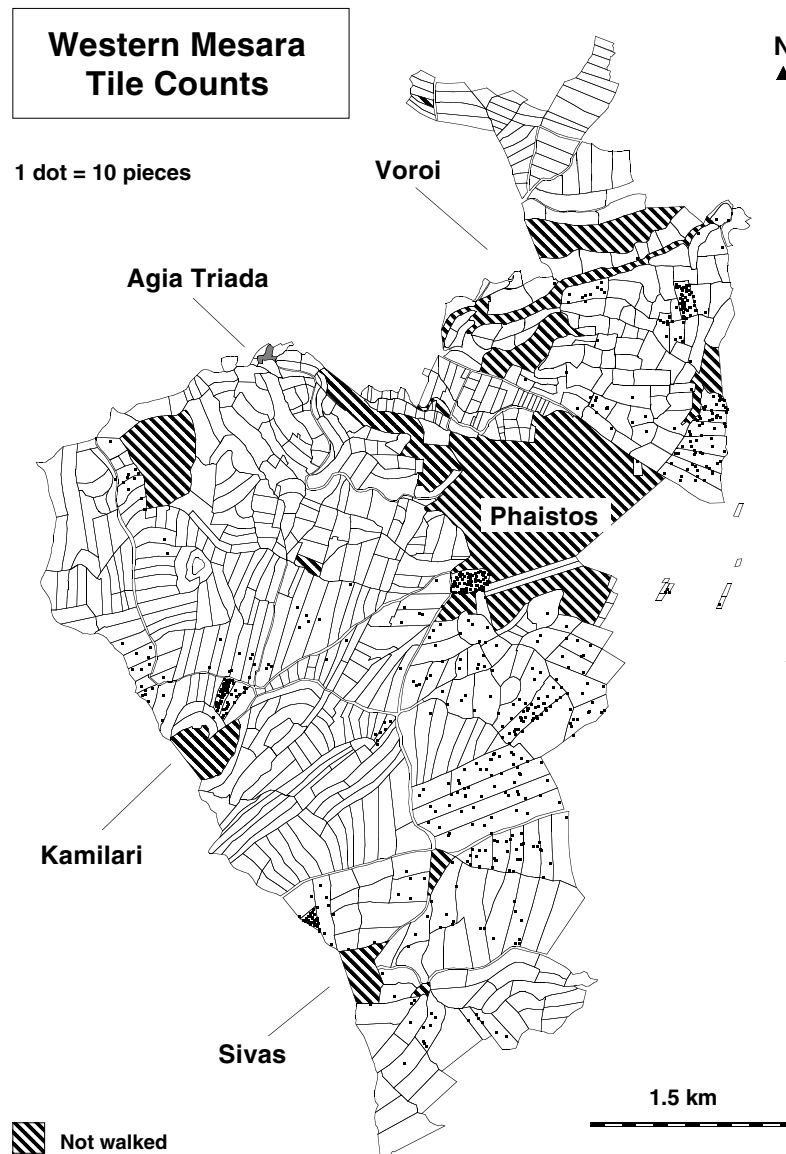 Western Mesara
Tile Counts
N
1 dot = 10 pieces
Voroi
Agia Triada
Phaistos
Kamilari
Sivas
1.5 km
Not walked